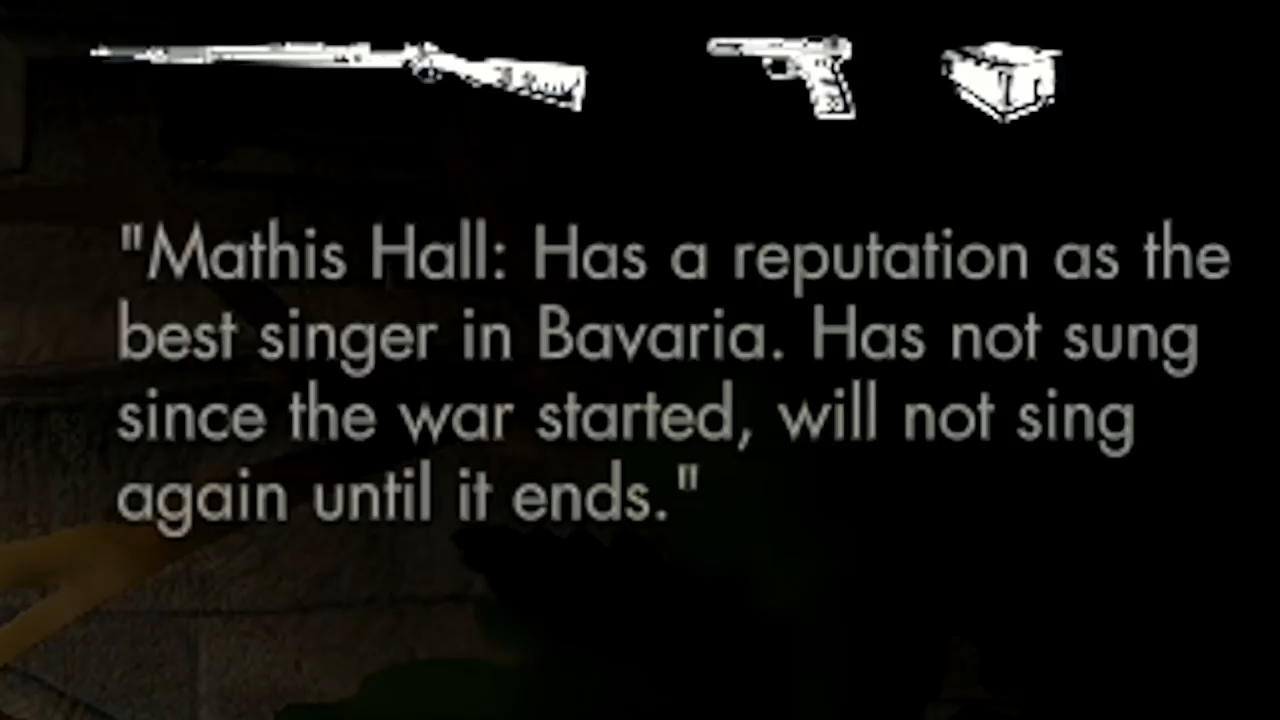 "Mathis Hall: Has a reputation as the
best singer in Bavaria. Has not sung
since the war started, will not sing
again until it ends."